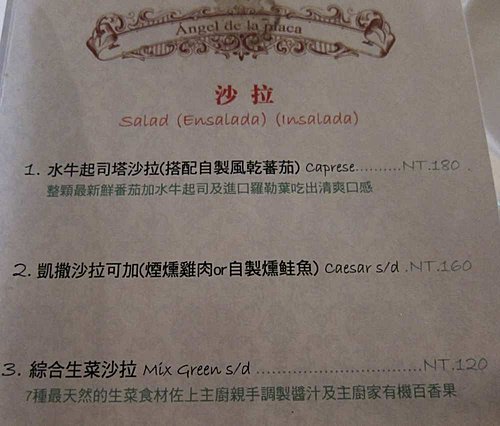 Angel de la placa
沙拉
Salad (Ensalada) (Insalada)
1. 水牛起司塔沙拉(搭配自製風乾蕃茄) Caprese..........NT.180 .
整顆最新鮮番茄加水牛起司及進口羅勒葉吃出清爽口感
2. 凱撒沙拉可加(煙燻雞肉or自製燻鮭魚) Caesar s/d .NT.160
3. 綜合生菜沙拉 Mix Green s/d ................................NT.120
7種最天然的生菜食材佐上主廚親手調製醬汁及主廚家有機百香果